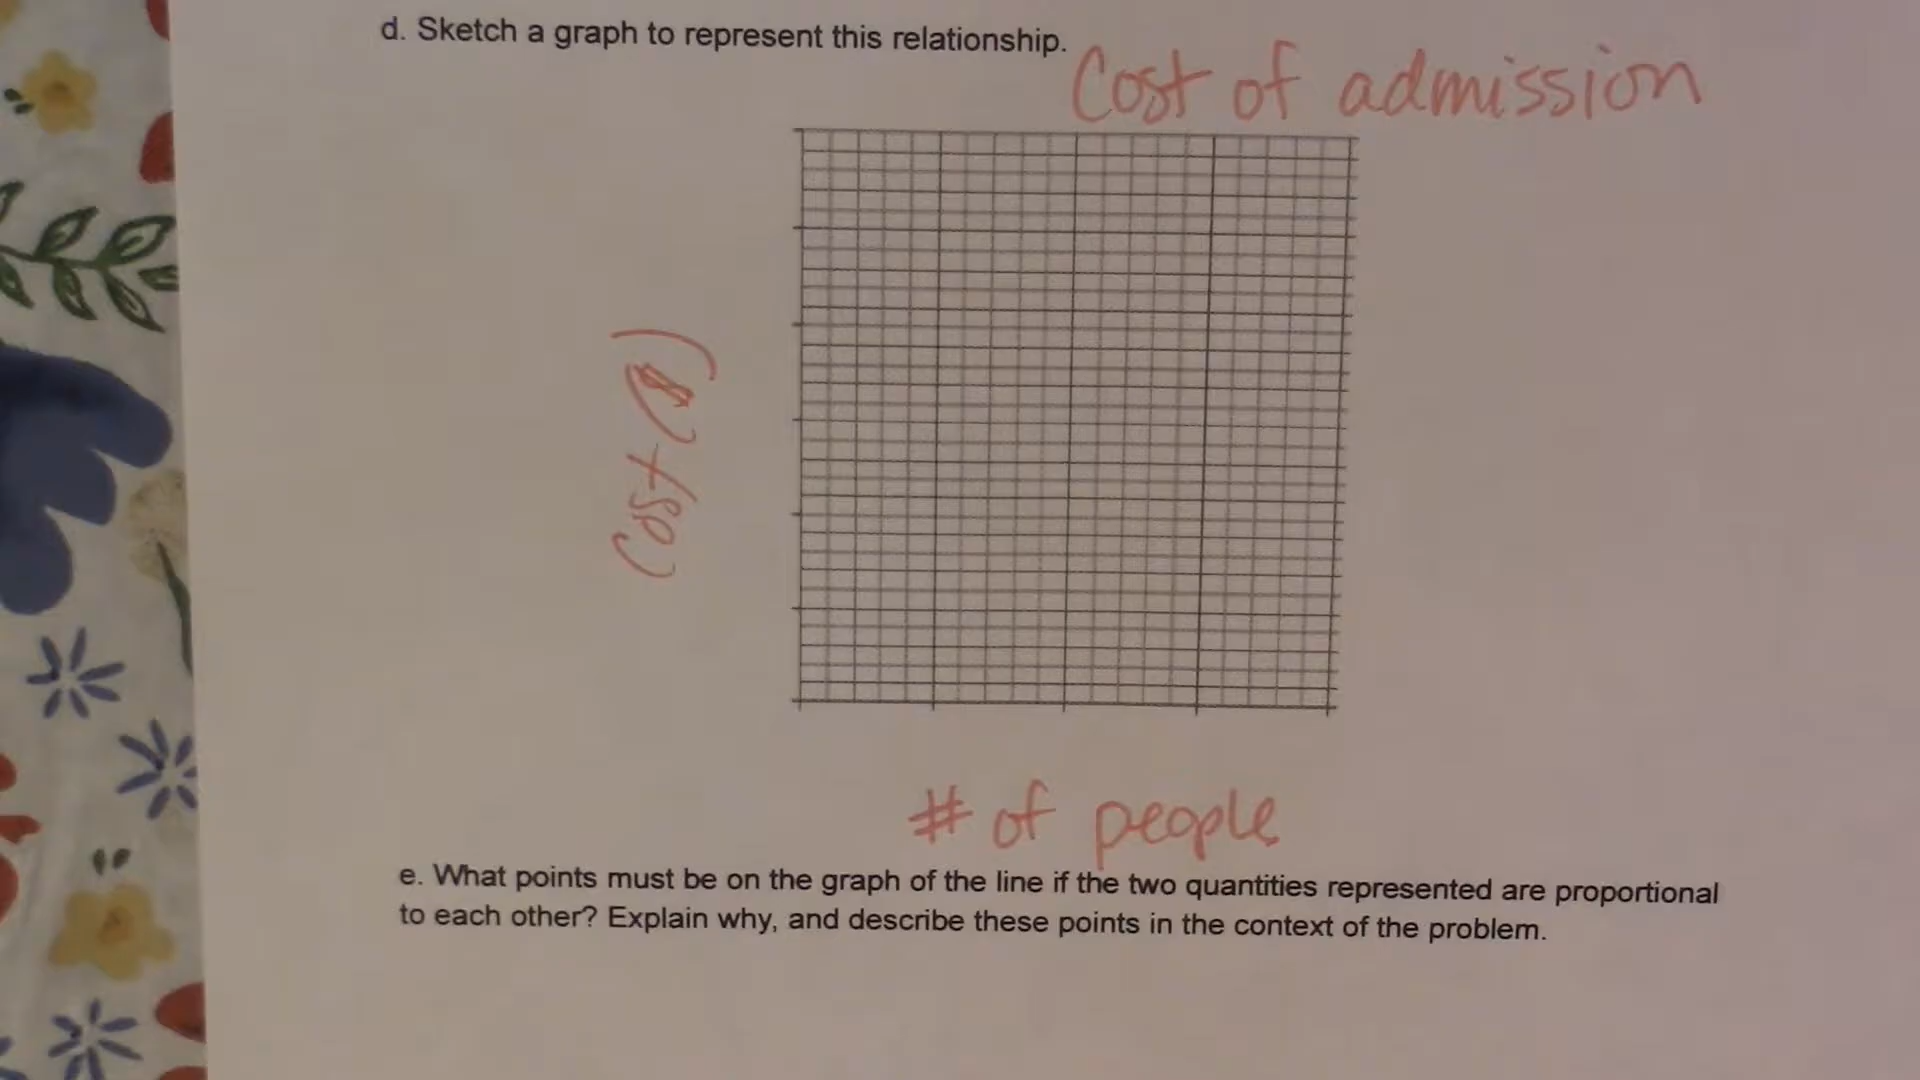 d. Sketch a graph to represent this relationship.
Cost of admission
Cost ($)
# of people
e. What points must be on the graph of the line if the two quantities represented are proportional
to each other? Explain why, and describe these points in the context of the problem.